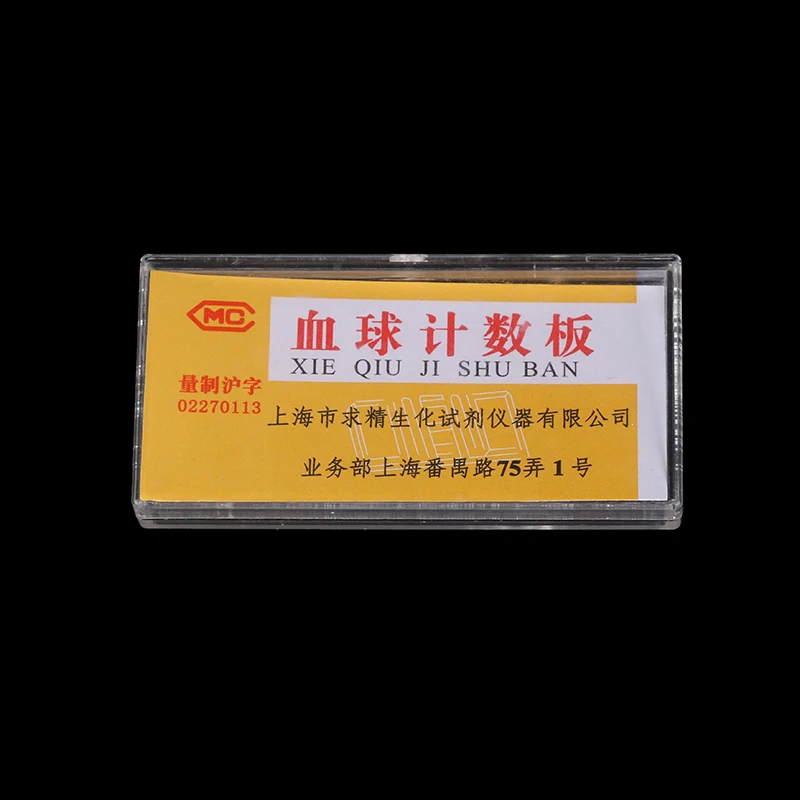 MC
血球计数板
XIE QIU JI SHU BAN
量制沪字
02270113
上海市求精生化试剂仪器有限公司
业务部上海番禺路75弄1号